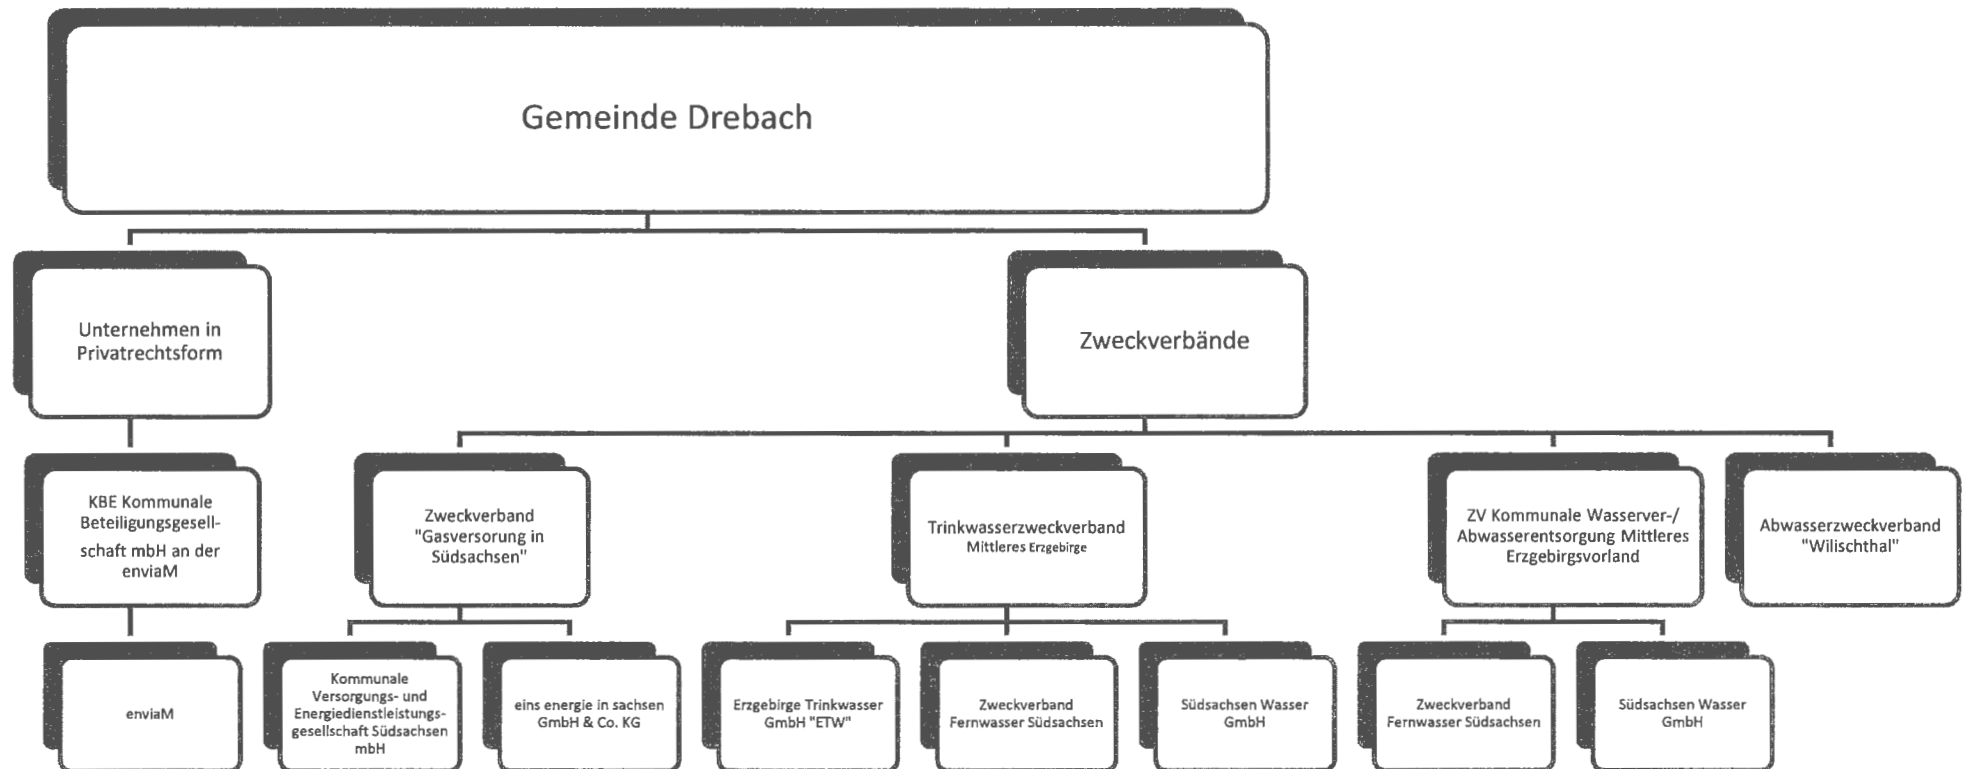 Gemeinde Drebach
Unternehmen in
Privatrechtsform
Zweckverbände
KBE Kommunale
Beteiligungsgesell-
schaft mbH an der
enviaM
Zweckverband
"Gasversorung in
Südsachsen"
Trinkwasserzweckverband
Mittleres Erzgebirge
ZV Kommunale Wasserver-/
Abwasserentsorgung Mittleres
Erzgebirgsvorland
Abwasserzweckverband
"Wilischthal"
enviaM
Kommunale
Versorgungs- und
Energiedienstleistungs-
gesellschaft Südsachsen
mbH
eins energie in sachsen
GmbH & Co. KG
Erzgebirge Trinkwasser
GmbH "ETW"
Zweckverband
Fernwasser Südsachsen
Südsachsen Wasser
GmbH
Zweckverband
Fernwasser Südsachsen
Südsachsen Wasser
GmbH